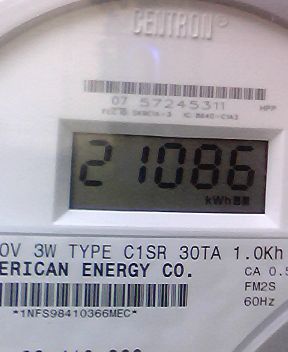 CENTRON®
07 57245311 HPP
21086
kWh
0V 3W TYPE C1SR 30TA 1.0Kh
ERICAN ENERGY CO. CA 0.5
FM2S
60Hz
*1NFS98410366MEC*